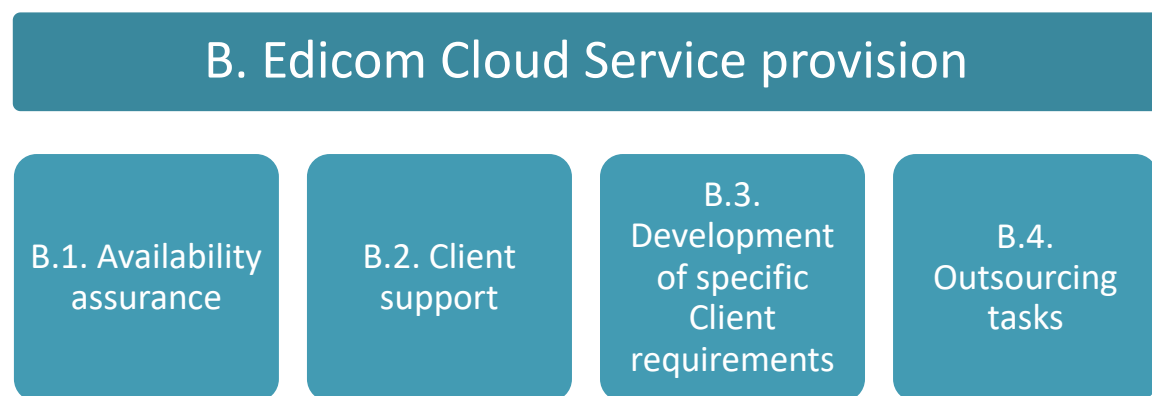 B. Edicom Cloud Service provision
B.1. Availability
assurance
B.2. Client
support
B.3.
Development
of specific
Client
requirements
B.4.
Outsourcing
tasks